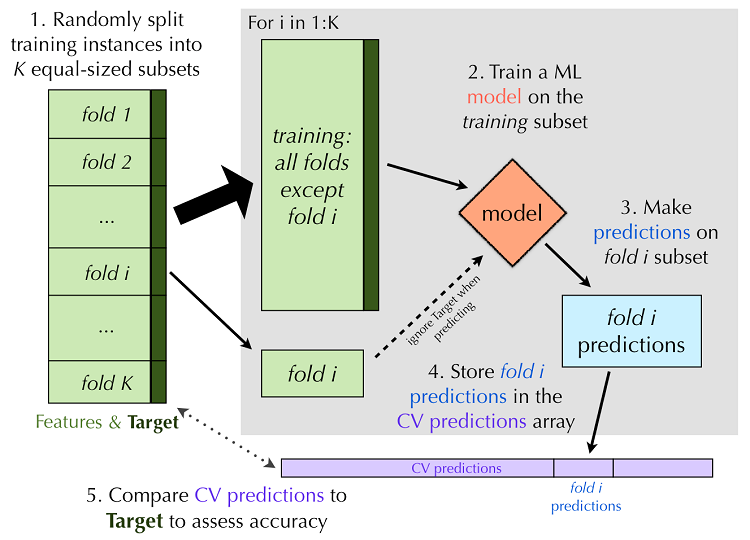 1. Randomly split
training instances into
K equal-sized subsets
fold 1
fold 2
...
fold i
...
fold K
Features & Target
For i in 1:K
training:
all folds
except
fold i
fold i
2. Train a ML
model on the
training subset
model
ignore Target when
predicting
3. Make
predictions on
fold i subset
fold i
predictions
4. Store fold i
predictions in the
CV predictions array
CV predictions
fold i
predictions
5. Compare CV predictions to
Target to assess accuracy